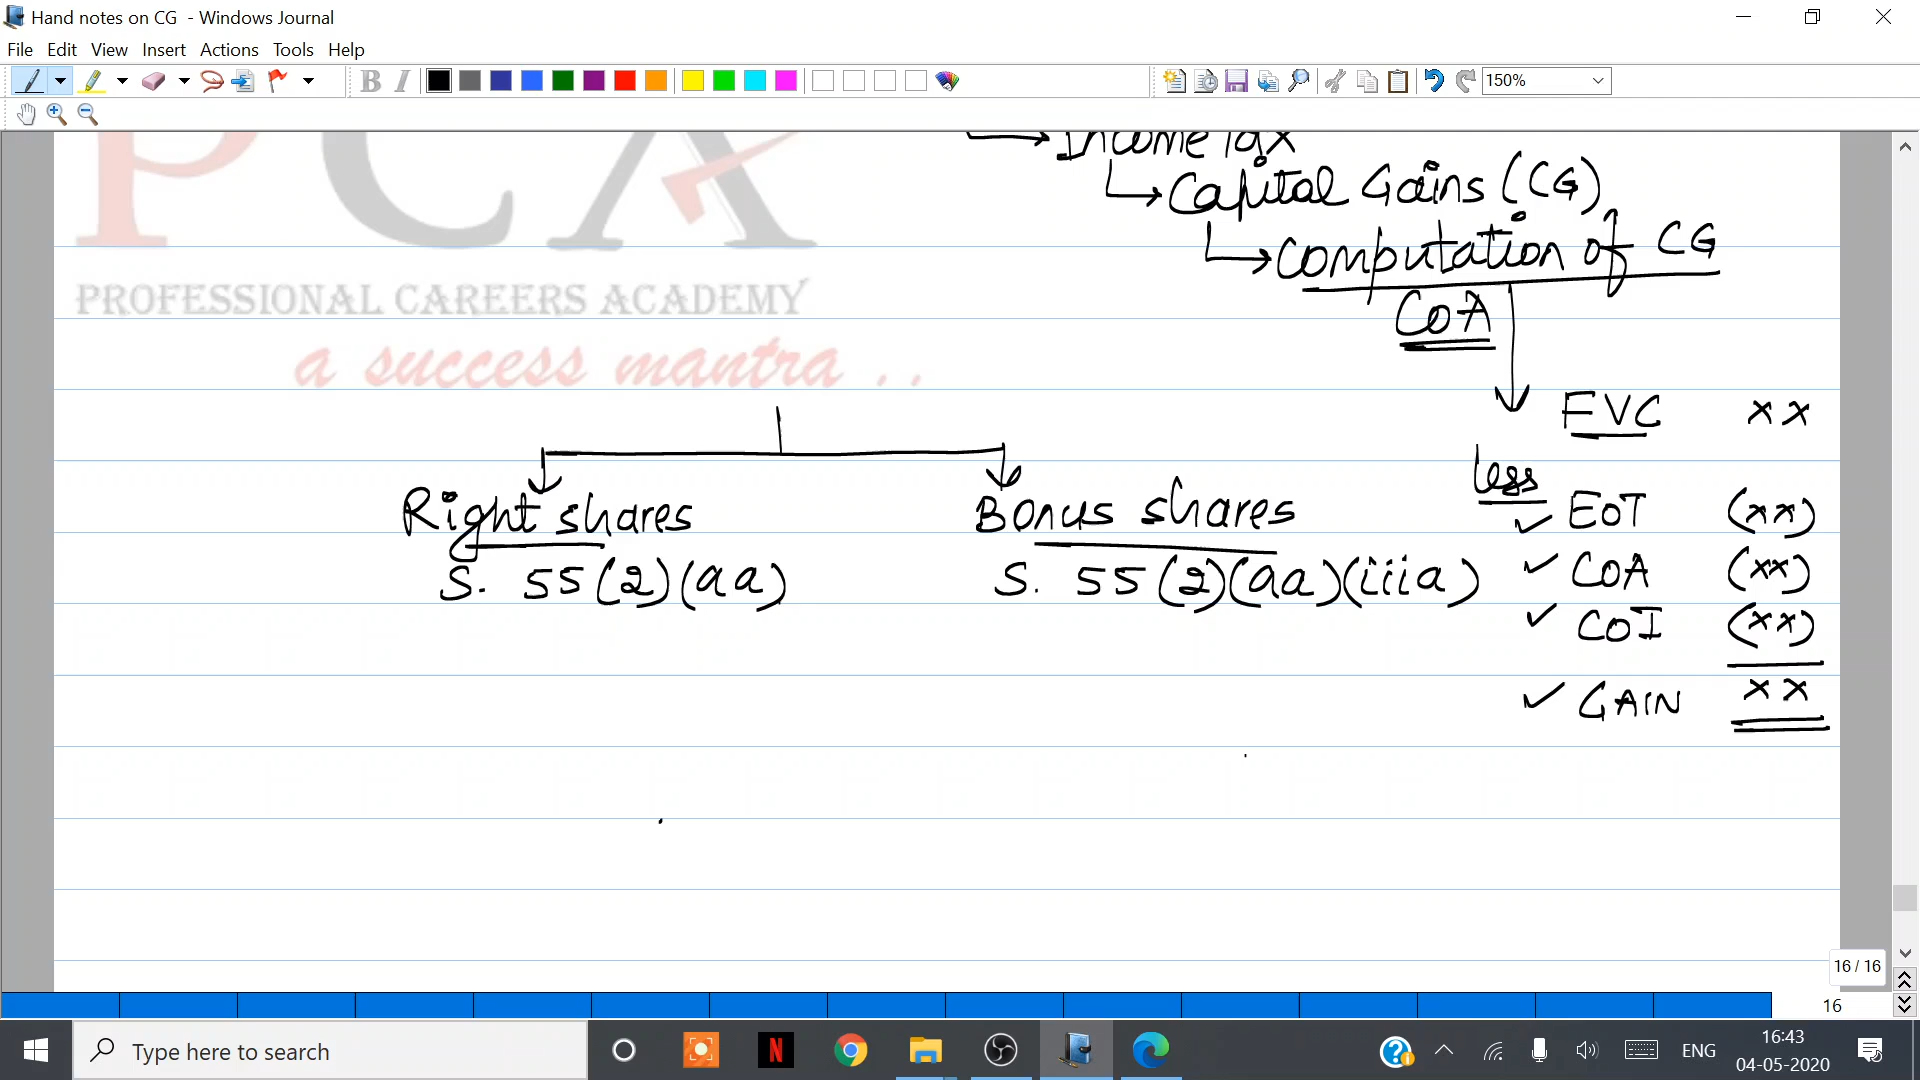 Hand notes on CG - Windows Journal
File Edit View Insert Actions Tools Help
B I 150%
PCA
PROFESSIONAL CAREERS ACADEMY
a success mantra ..
Income Tax
Capital Gains (CG)
Computation of CG
COA
FVC xx
less
EOT (xx)
COA (xx)
COI (xx)
GAIN xx
Right shares
S. 55(2)(aa)
Bonus shares
S. 55(2)(aa)(iiia)
16 / 16
16
Type here to search
N
ENG
16:43
04-05-2020